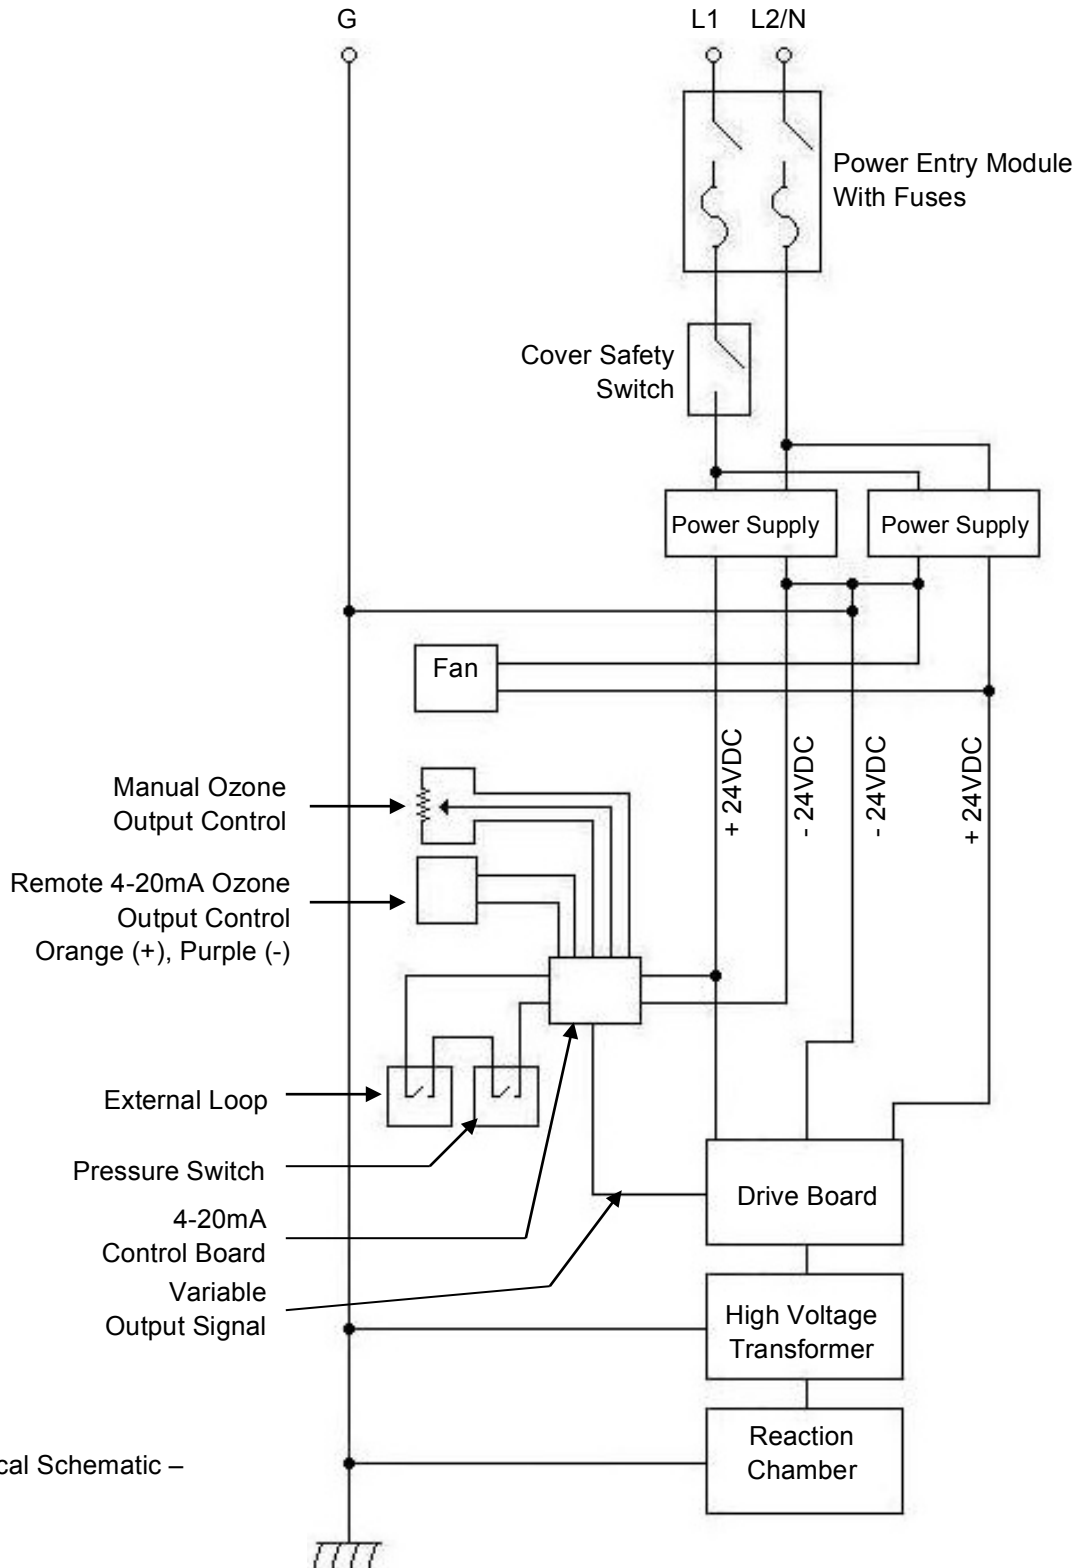 G
L1
L2/N
Power Entry Module
With Fuses
Cover Safety
Switch
Power Supply
Power Supply
Fan
+ 24VDC
- 24VDC
- 24VDC
+ 24VDC
Manual Ozone
Output Control
Remote 4-20mA Ozone
Output Control
Orange (+), Purple (-)
External Loop
Pressure Switch
4-20mA
Control Board
Variable
Output Signal
Drive Board
High Voltage
Transformer
Reaction
Chamber
cal Schematic –